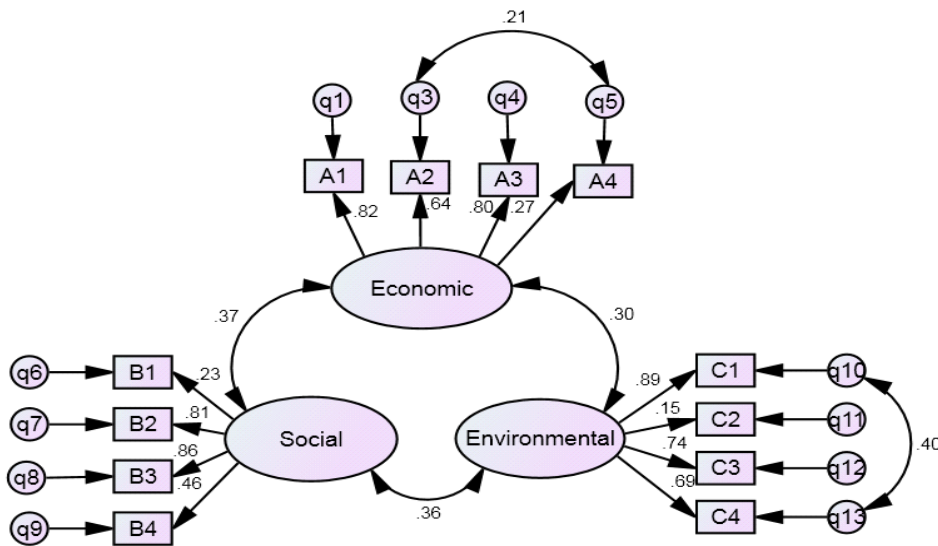 .21
q1 q3 q4 q5
A1 A2 A3 A4
.82 .64 .80 .27
Economic
.37 .30
q6 B1 .23
q7 B2 .81
q8 B3 .86
q9 B4 .46
Social
Environmental
.89 C1 q10
.15 C2 q11
.74 C3 q12
.69 C4 q13
.40
.36